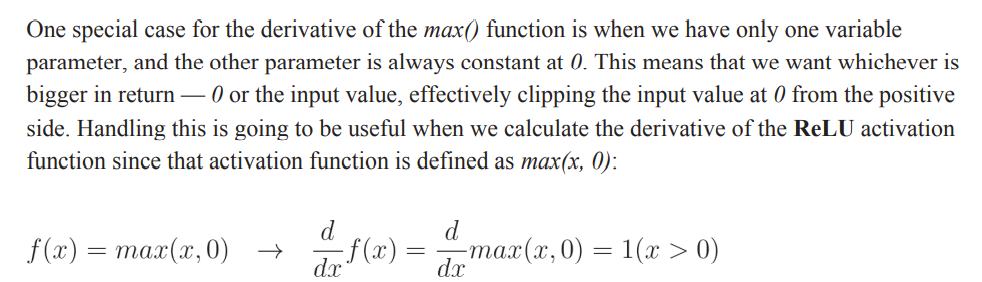 One special case for the derivative of the max() function is when we have only one variable
parameter, and the other parameter is always constant at 0. This means that we want whichever is
bigger in return — 0 or the input value, effectively clipping the input value at 0 from the positive
side. Handling this is going to be useful when we calculate the derivative of the ReLU activation
function since that activation function is defined as max(x, 0):
f(x) = max(x, 0) → d/dx f(x) = d/dx max(x, 0) = 1(x > 0)